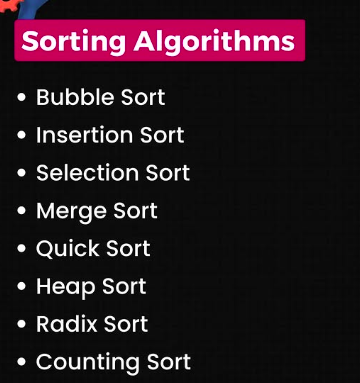 Sorting Algorithms
• Bubble Sort
• Insertion Sort
• Selection Sort
• Merge Sort
• Quick Sort
• Heap Sort
• Radix Sort
• Counting Sort